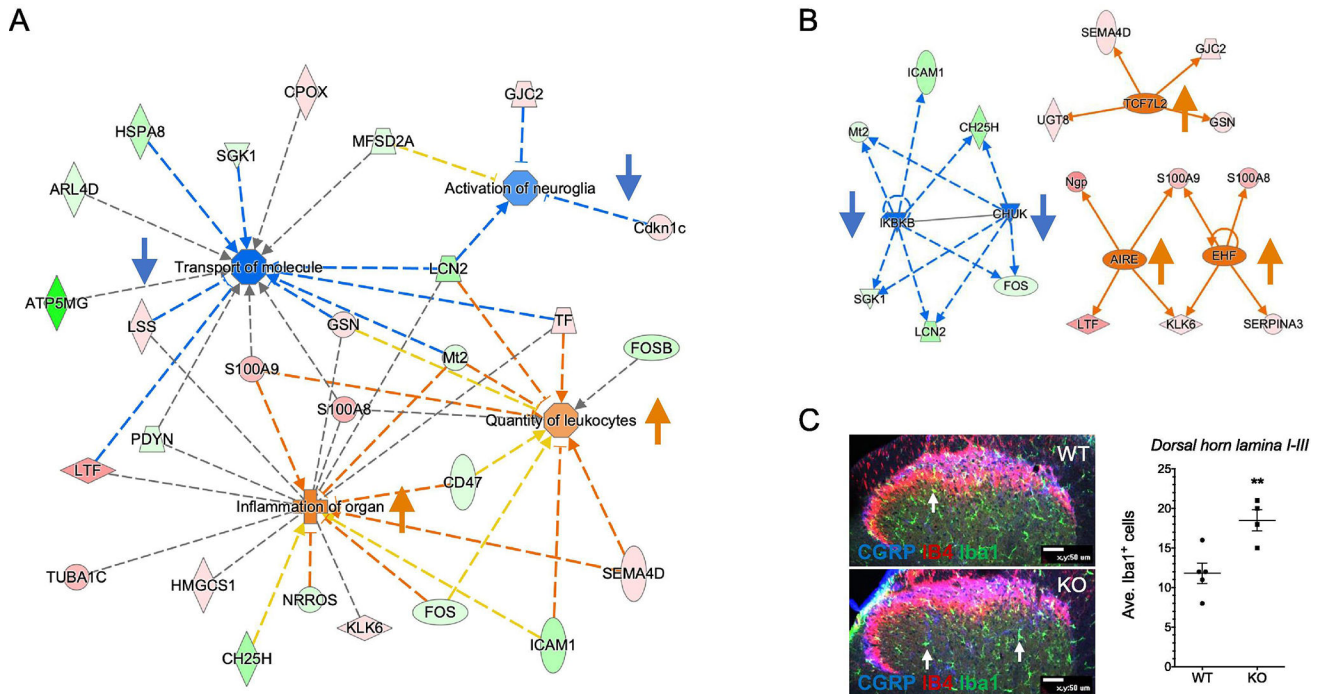 A
CPOX
GJC2
HSPA8
SGK1
MFSD2A
ARL4D
Activation of neuroglia
Cdkn1c
Transport of molecule
LCN2
ATP5MG
LSS
GSN
TF
Mt2
FOSB
S100A9
S100A8
Quantity of leukocytes
PDYN
LTF
CD47
Inflammation of organ
TUBA1C
HMGCS1
NRROS
SEMA4D
FOS
KLK6
CH25H
ICAM1
B
ICAM1
Mt2
CH25H
IKBKB
CHUK
SGK1
FOS
LCN2
SEMA4D
GJC2
TCF7L2
UGT8
GSN
Ngp
S100A9
S100A8
AIRE
EHF
LTF
KLK6
SERPINA3
C
WT
CGRP IB4 Iba1
x,y:50 um
KO
CGRP IB4 Iba1
x,y:50 um
Dorsal horn lamina I-III
Ave. Iba1+ cells
25
20
15
10
5
0
**
WT
KO